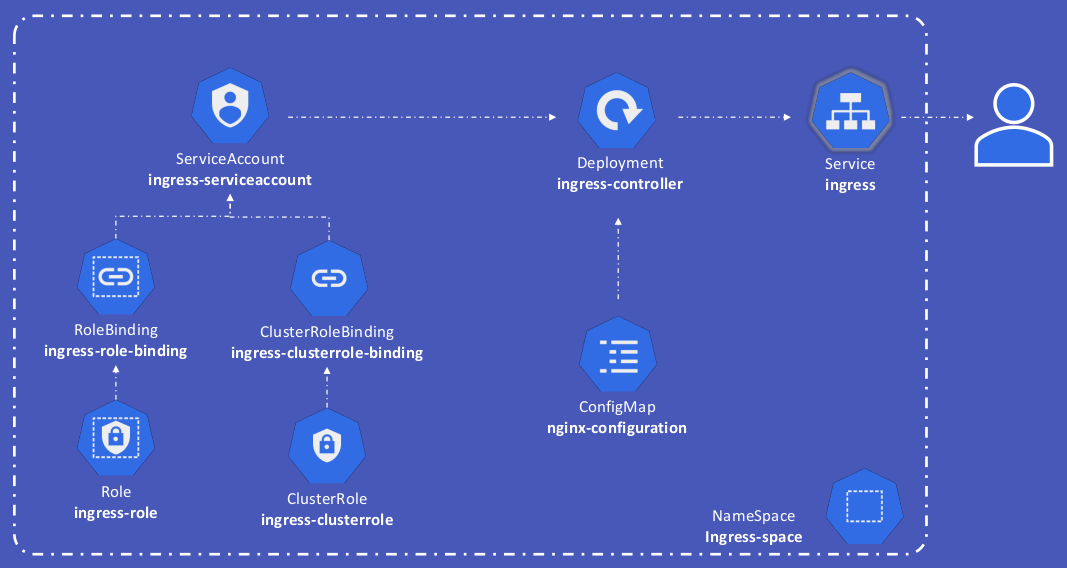 ServiceAccount
ingress-serviceaccount
Deployment
ingress-controller
Service
ingress
RoleBinding
ingress-role-binding
ClusterRoleBinding
ingress-clusterrole-binding
ConfigMap
nginx-configuration
Role
ingress-role
ClusterRole
ingress-clusterrole
NameSpace
Ingress-space